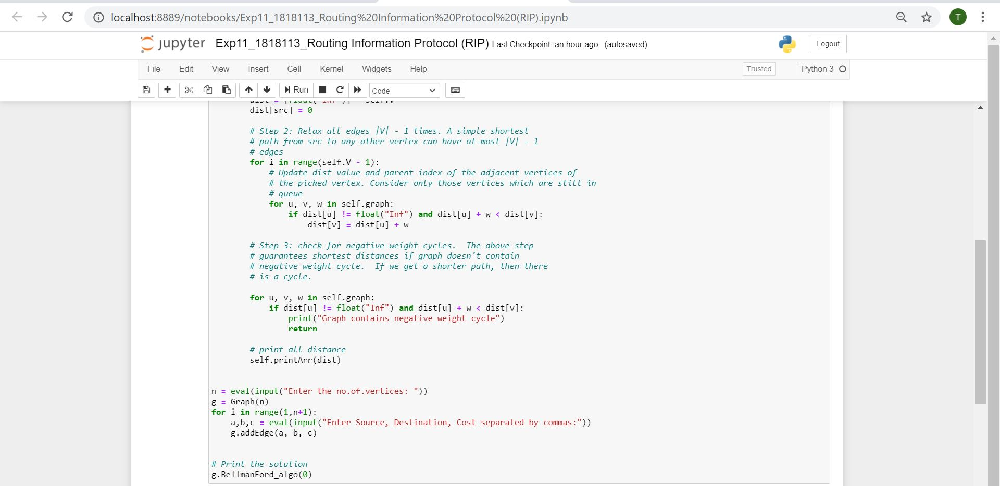 localhost:8889/notebooks/Exp11_1818113_Routing%20Information%20Protocol%20(RIP).ipynb
T
jupyter Exp11_1818113_Routing Information Protocol (RIP) Last Checkpoint: an hour ago (autosaved)
Logout
File Edit View Insert Cell Kernel Widgets Help
Trusted
Python 3
Run
Code
dist[src] = 0
# Step 2: Relax all edges |V| - 1 times. A simple shortest
# path from src to any other vertex can have at-most |V| - 1
# edges
for i in range(self.V - 1):
# Update dist value and parent index of the adjacent vertices of
# the picked vertex. Consider only those vertices which are still in
# queue
for u, v, w in self.graph:
if dist[u] != float("Inf") and dist[u] + w < dist[v]:
dist[v] = dist[u] + w
# Step 3: check for negative-weight cycles.  The above step
# guarantees shortest distances if graph doesn't contain
# negative weight cycle.  If we get a shorter path, then there
# is a cycle.
for u, v, w in self.graph:
if dist[u] != float("Inf") and dist[u] + w < dist[v]:
print("Graph contains negative weight cycle")
return
# print all distance
self.printArr(dist)
n = eval(input("Enter the no.of.vertices: "))
g = Graph(n)
for i in range(1,n+1):
a,b,c = eval(input("Enter Source, Destination, Cost separated by commas:"))
g.addEdge(a, b, c)
# Print the solution
g.BellmanFord_algo(0)